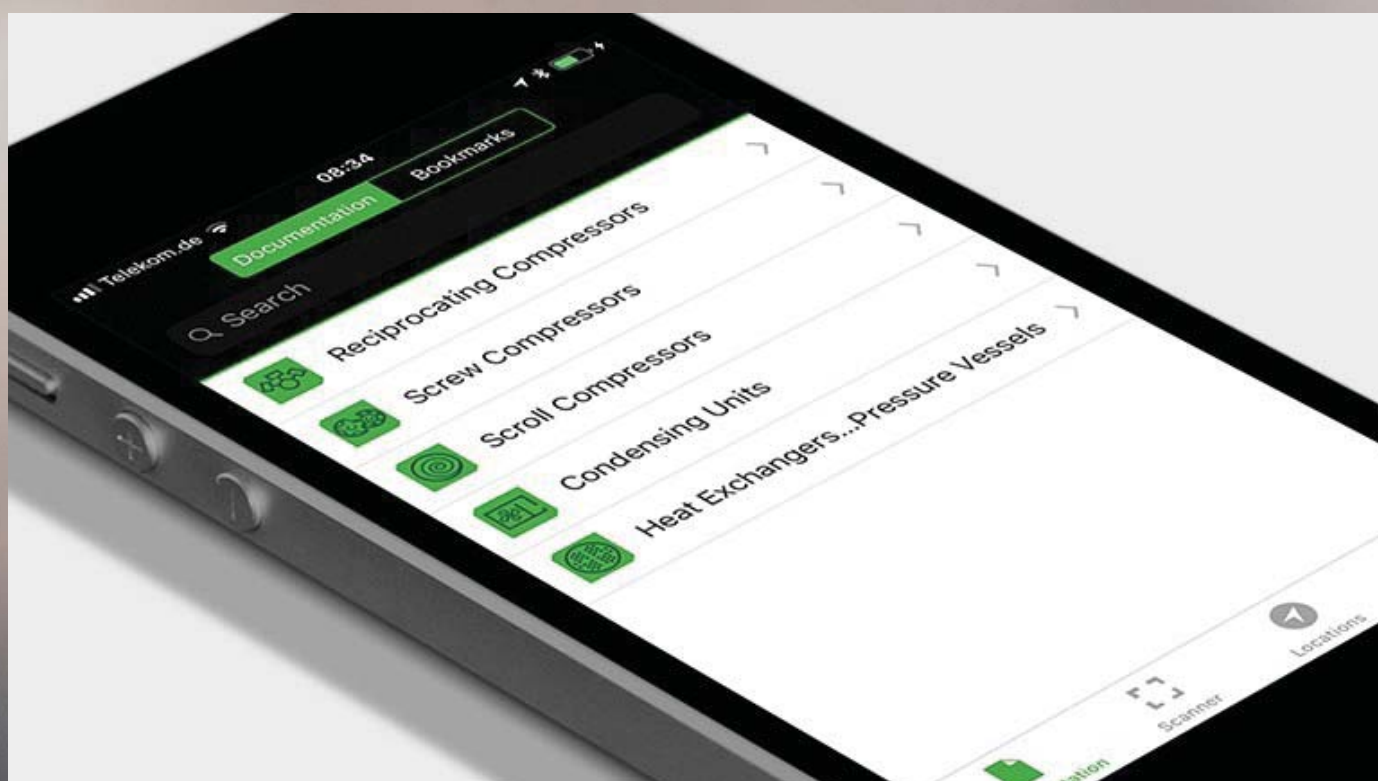 Telekom.de
08:34
Documentation
Bookmarks
Search
Reciprocating Compressors
Screw Compressors
Scroll Compressors
Condensing Units
Heat Exchangers...Pressure Vessels
Scanner
Locations